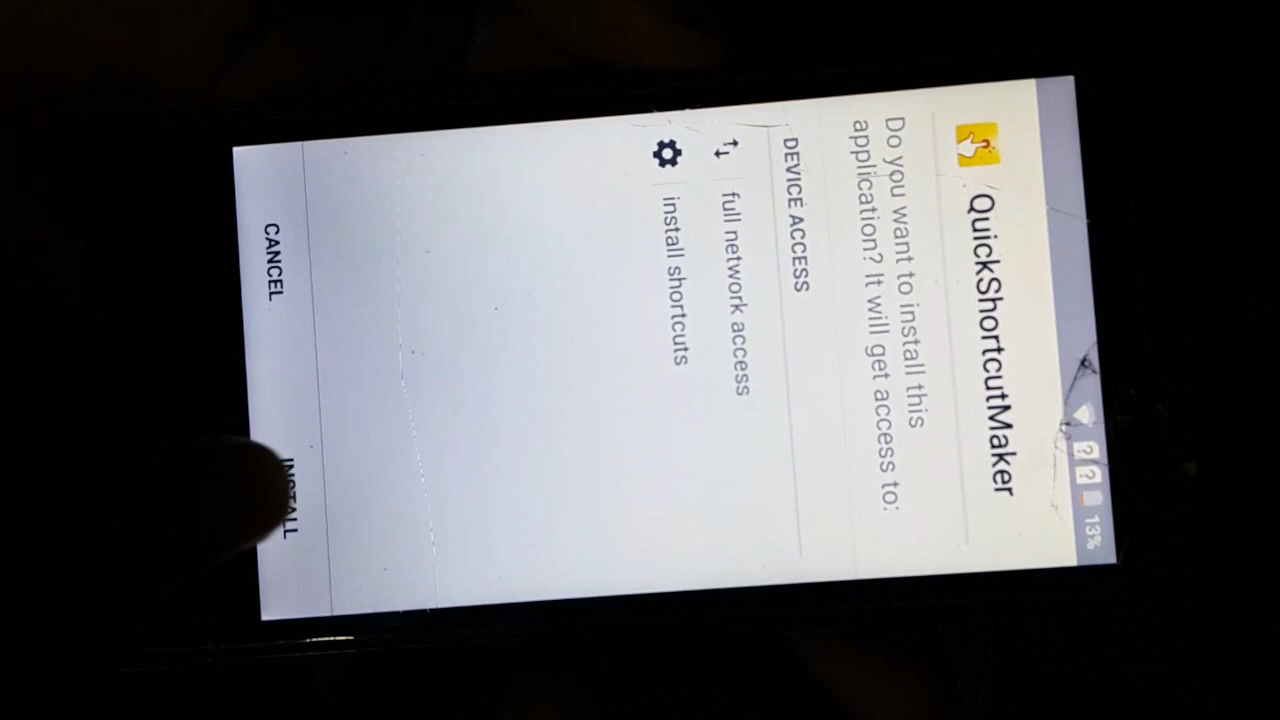 ? ? 13%
QuickShortcutMaker
Do you want to install this
application? It will get access to:
DEVICE ACCESS
full network access
install shortcuts
CANCEL INSTALL